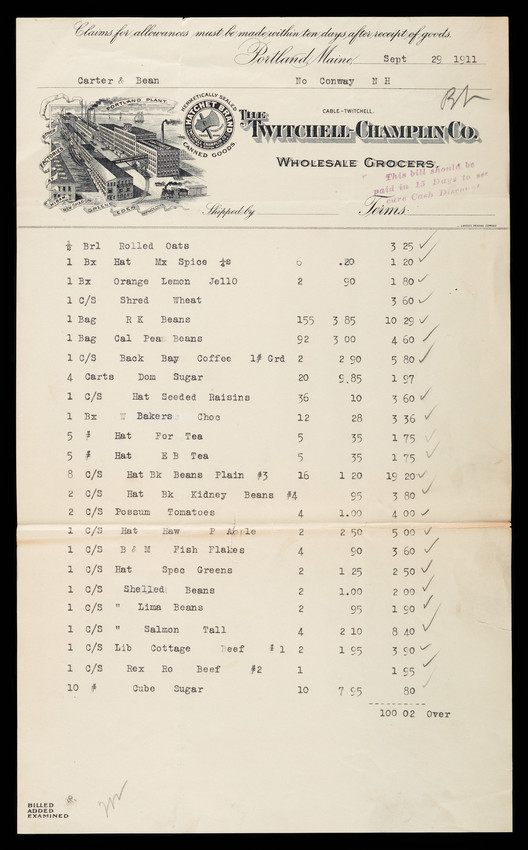 Claims for allowances must be made within ten days after receipt of goods.
Portland, Maine, Sept 29 1911
Carter & Bean No Conway N H
PORTLAND PLANT.
HERMETICALLY SEALED
HATCHET BRAND
CANNED GOODS.
FACTORIES
CABLE-TWITCHELL.
THE TWITCHELL-CHAMPLIN CO.
WHOLESALE GROCERS.
This bill should be
paid in 15 Days to se
cure Cash Discount
Shipped by Terms:
½ Brl Rolled Oats 3 25
1 Bx Hat Mx Spice ¼s 6 .20 1 20
1 Bx Orange Lemon Jell0 2 90 1 80
1 C/S Shred Wheat 3 60
1 Bag R K Beans 155 3 85 10 29
1 Bag Cal Pea Beans 92 3 00 4 60
1 C/S Back Bay Coffee 1# Grd 2 2 90 5 80
4 Carts Dom Sugar 20 9.85 1 97
1 C/S Hat Seeded Raisins 36 10 3 60
1 Bx W Bakers Choc 12 28 3 36
5 # Hat For Tea 5 35 1 75
5 # Hat E B Tea 5 35 1 75
8 C/S Hat Bk Beans Plain #3 16 1 20 19 20
2 C/S Hat Bk Kidney Beans #4 95 3 80
2 C/S Possum Tomatoes 4 1.00 4 00
1 C/S Hat Haw P Apple 2 2 50 5 00
1 C/S B & M Fish Flakes 4 90 3 60
1 C/S Hat Spec Greens 2 1 25 2 50
1 C/S Shelled Beans 2 1.00 2 00
1 C/S " Lima Beans 2 95 1 90
1 C/S " Salmon Tall 4 2 10 8 40
1 C/S Lib Cottage Beef # 1 2 1 95 3 90
1 C/S Rex Ro Beef #2 1 1 95
10 # Cube Sugar 10 7 95 80
100 02 Over
BILLED
ADDED
EXAMINED